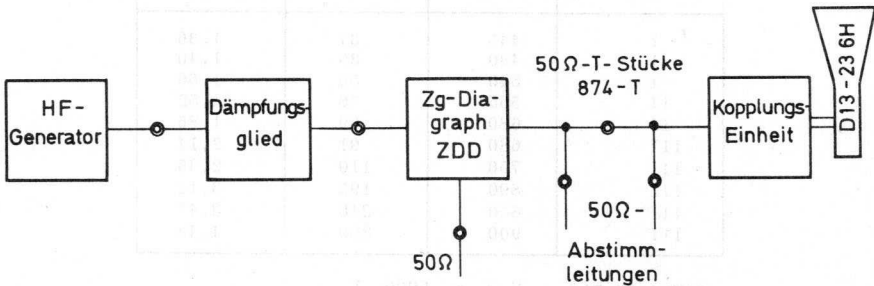 HF-
Generator
Dämpfungs-
glied
Zg-Dia-
graph
ZDD
50Ω
50Ω-T-Stücke
874-T
50Ω-
Abstimm-
leitungen
Kopplungs-
Einheit
D13-23 6H